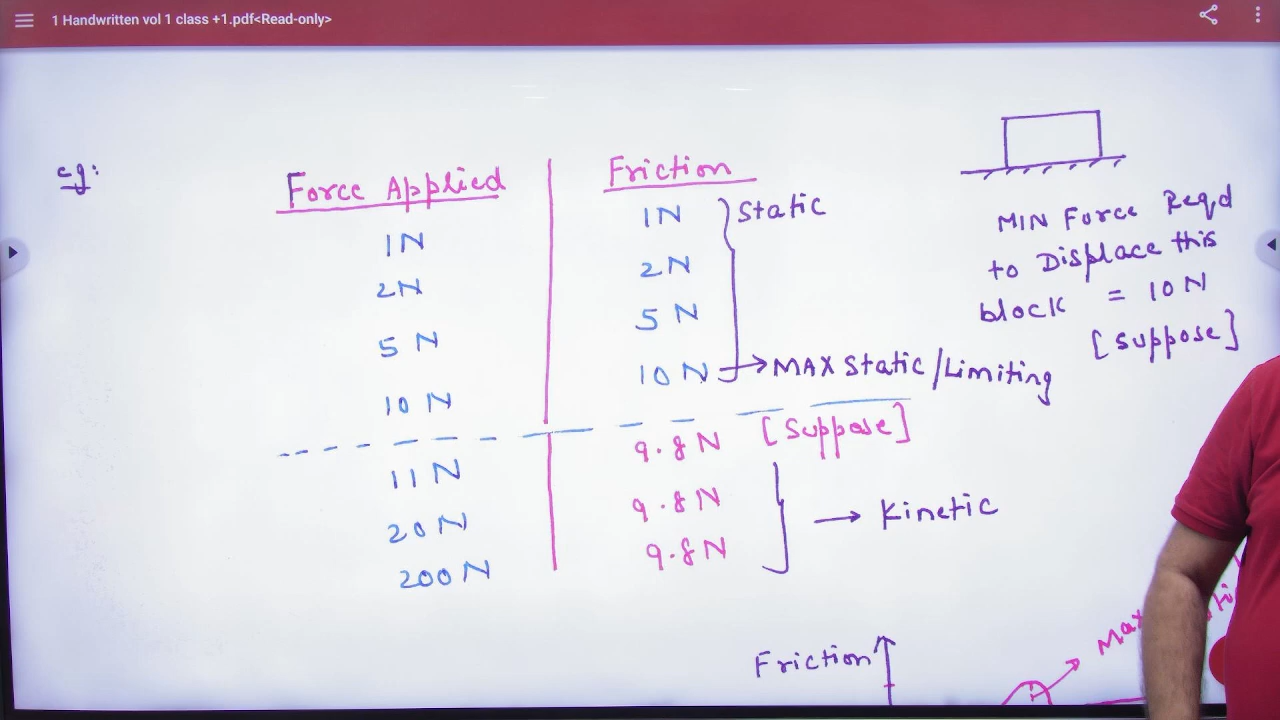 1 Handwritten vol 1 class +1.pdf<Read-only>
eg:
Force Applied Friction
1N 1N Static
2N 2N
5 N 5 N
10 N 10 N → MAX Static/Limiting
11 N 9.8 N [Suppose]
20 N 9.8 N → Kinetic
200 N 9.8 N
MIN Force Reqd
to Displace this
block = 10 N
[Suppose]
Friction
Max